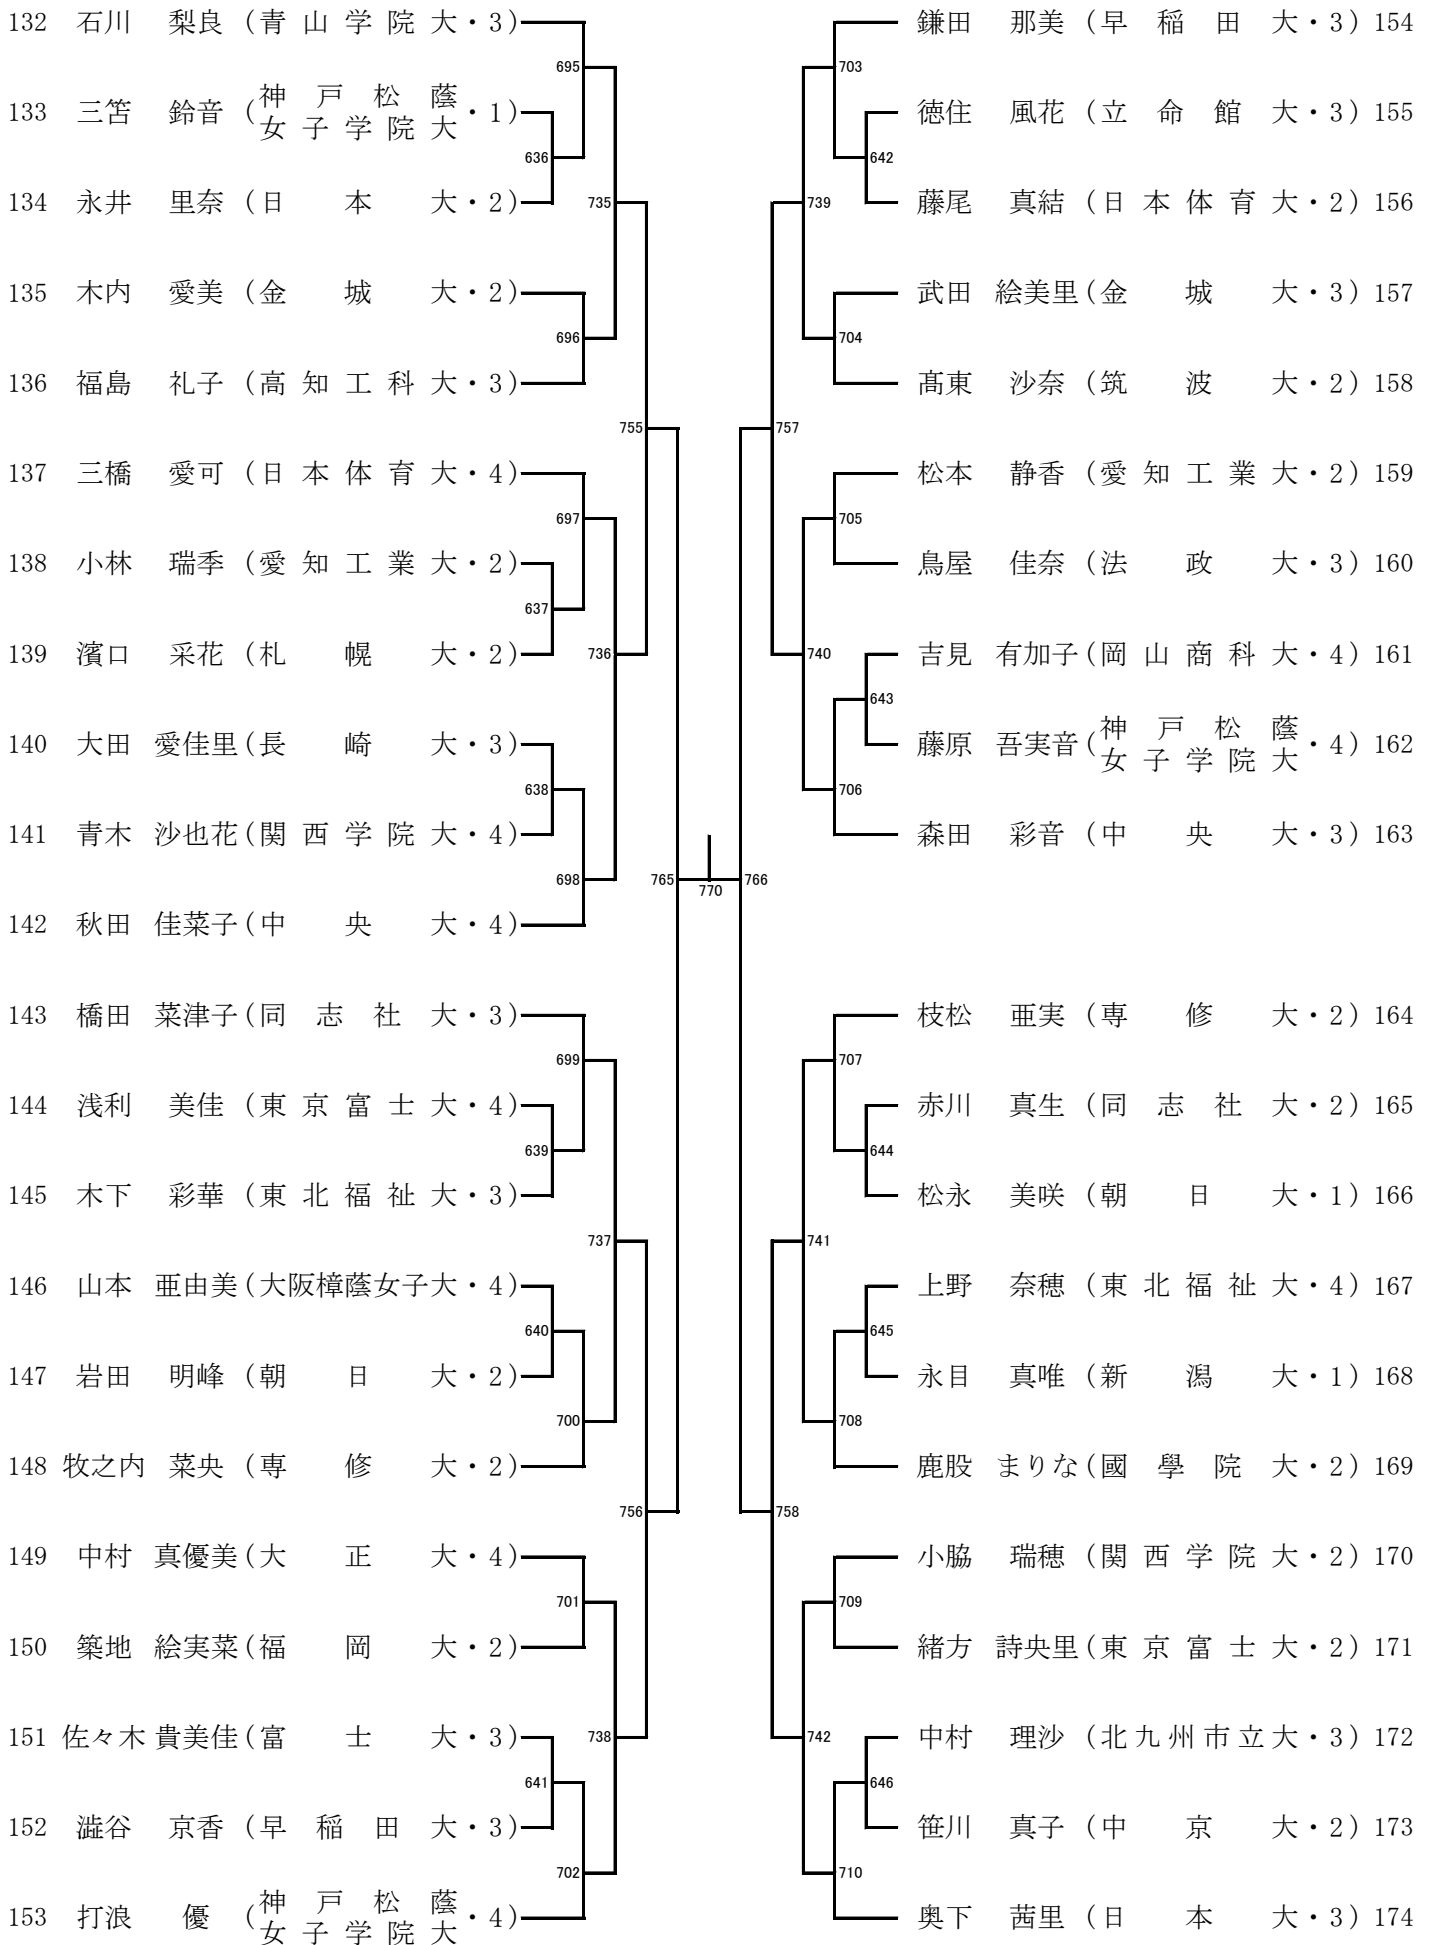 132 石川 梨良 (青山学院大・3)
695
133 三笘 鈴音 (神戸松蔭女子学院大・1)
636
134 永井 里奈 (日本大・2)
735
135 木内 愛美 (金城大・2)
696
136 福島 礼子 (高知工科大・3)
755
137 三橋 愛可 (日本体育大・4)
697
138 小林 瑞季 (愛知工業大・2)
637
139 濱口 采花 (札幌大・2)
736
140 大田 愛佳里 (長崎大・3)
638
141 青木 沙也花 (関西学院大・4)
698
765
142 秋田 佳菜子 (中央大・4)
143 橋田 菜津子 (同志社大・3)
699
144 浅利 美佳 (東京富士大・4)
639
145 木下 彩華 (東北福祉大・3)
737
146 山本 亜由美 (大阪樟蔭女子大・4)
640
147 岩田 明峰 (朝日大・2)
700
148 牧之内 菜央 (専修大・2)
756
149 中村 真優美 (大正大・4)
701
150 築地 絵実菜 (福岡大・2)
151 佐々木 貴美佳 (富士大・3)
738
641
152 澁谷 京香 (早稲田大・3)
702
153 打浪 優 (神戸松蔭女子学院大・4)
770
鎌田 那美 (早稲田大・3) 154
703
徳住 風花 (立命館大・3) 155
642
藤尾 真結 (日本体育大・2) 156
739
武田 絵美里 (金城大・3) 157
704
髙東 沙奈 (筑波大・2) 158
757
松本 静香 (愛知工業大・2) 159
705
鳥屋 佳奈 (法政大・3) 160
吉見 有加子 (岡山商科大・4) 161
740
643
藤原 吾実音 (神戸松蔭女子学院大・4) 162
706
森田 彩音 (中央大・3) 163
766
枝松 亜実 (専修大・2) 164
707
赤川 真生 (同志社大・2) 165
644
松永 美咲 (朝日大・1) 166
741
上野 奈穂 (東北福祉大・4) 167
645
永目 真唯 (新潟大・1) 168
708
鹿股 まりな (國學院大・2) 169
758
小脇 瑞穂 (関西学院大・2) 170
709
緒方 詩央里 (東京富士大・2) 171
中村 理沙 (北九州市立大・3) 172
742
646
笹川 真子 (中京大・2) 173
710
奥下 茜里 (日本大・3) 174